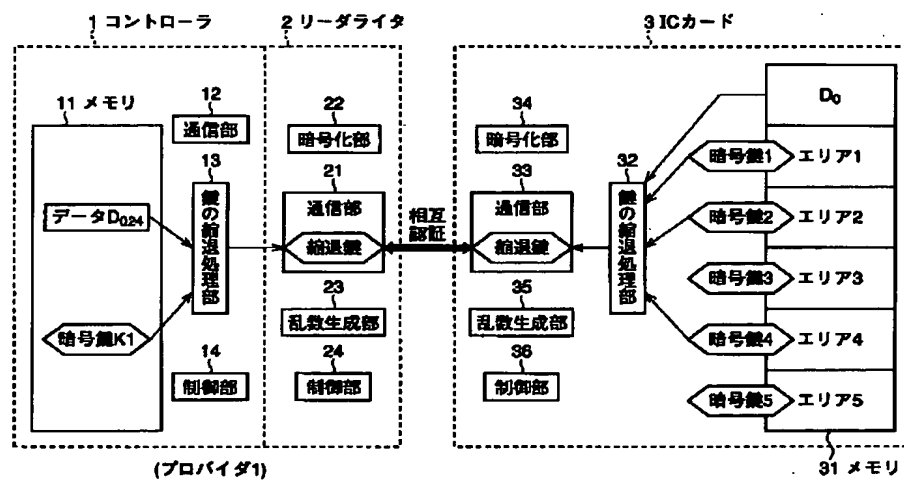 1 コントローラ
2 リーダライタ
3 ICカード
11 メモリ
12
通信部
13
鍵の縮退処理部
データD024
暗号鍵K1
14
制御部
22
暗号化部
21
通信部
縮退鍵
23
乱数生成部
24
制御部
相互
認証
34
暗号化部
33
通信部
縮退鍵
35
乱数生成部
36
制御部
32
鍵の縮退処理部
D0
暗号鍵1
エリア1
暗号鍵2
エリア2
暗号鍵3
エリア3
暗号鍵4
エリア4
暗号鍵5
エリア5
31 メモリ
(プロバイダ1)